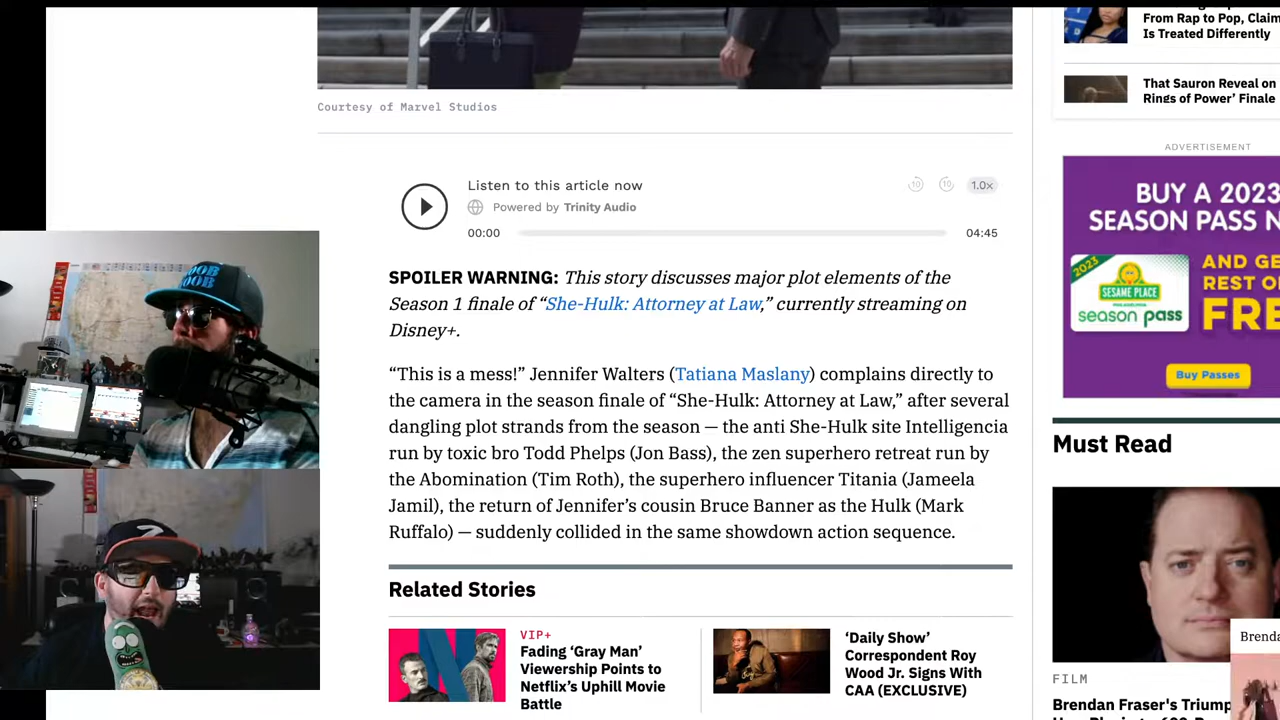 Courtesy of Marvel Studios
Listen to this article now
10
10
1.0x
Powered by Trinity Audio
00:00
04:45
SPOILER WARNING: This story discusses major plot elements of the
Season 1 finale of “She-Hulk: Attorney at Law,” currently streaming on
Disney+.
“This is a mess!” Jennifer Walters (Tatiana Maslany) complains directly to
the camera in the season finale of “She-Hulk: Attorney at Law,” after several
dangling plot strands from the season — the anti She-Hulk site Intelligencia
run by toxic bro Todd Phelps (Jon Bass), the zen superhero retreat run by
the Abomination (Tim Roth), the superhero influencer Titania (Jameela
Jamil), the return of Jennifer’s cousin Bruce Banner as the Hulk (Mark
Ruffalo) — suddenly collided in the same showdown action sequence.
Related Stories
VIP+
Fading ‘Gray Man’
Viewership Points to
Netflix’s Uphill Movie
Battle
‘Daily Show’
Correspondent Roy
Wood Jr. Signs With
CAA (EXCLUSIVE)
From Rap to Pop, Claim
Is Treated Differently
That Sauron Reveal on
Rings of Power’ Finale
ADVERTISEMENT
BUY A 2023
SEASON PASS N
2023
SESAME PLACE
PHILADELPHIA
season pass
AND GE
REST O
FRE
Buy Passes
Must Read
FILM
Brendan Fraser's Triump
Brenda
NOOB
NOOB